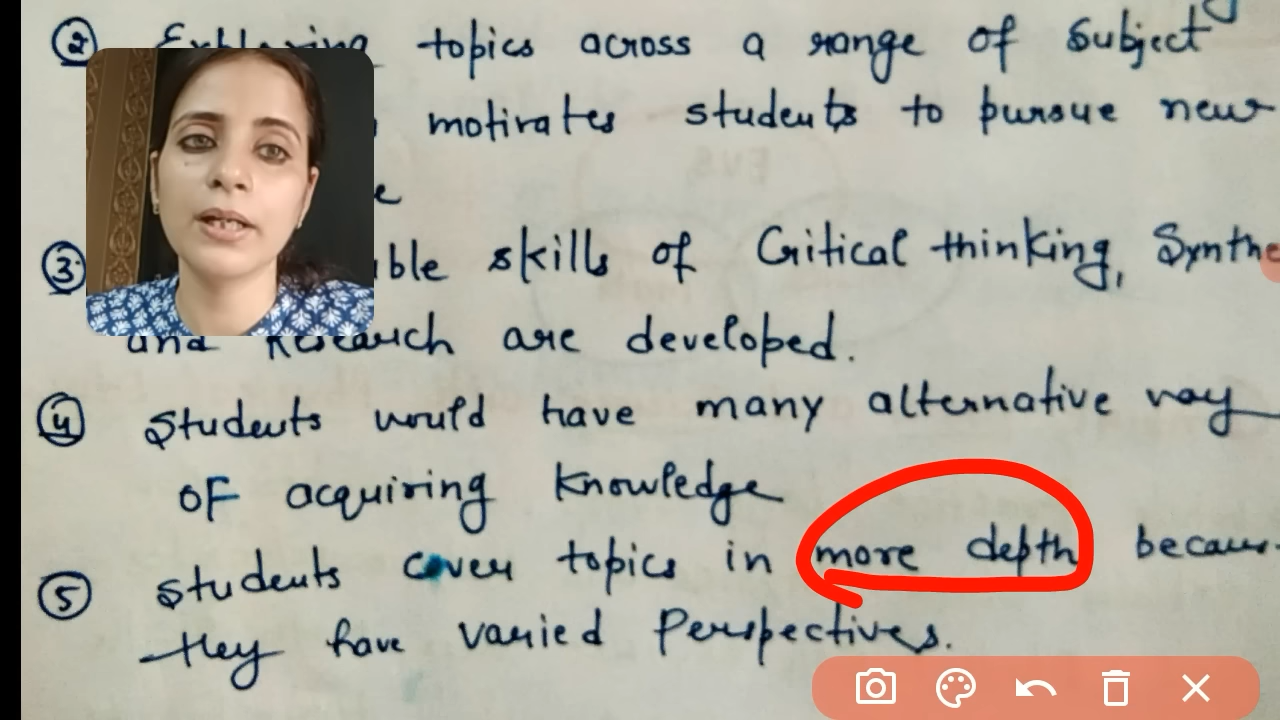 ② Exploring topics across a range of Subject
motivates students to pursue new
③ skills of Critical thinking,
and Research are developed.
④ Students would have many alternative way
of acquiring knowledge
⑤ students cover topics in more depth
they have varied Perspectives.